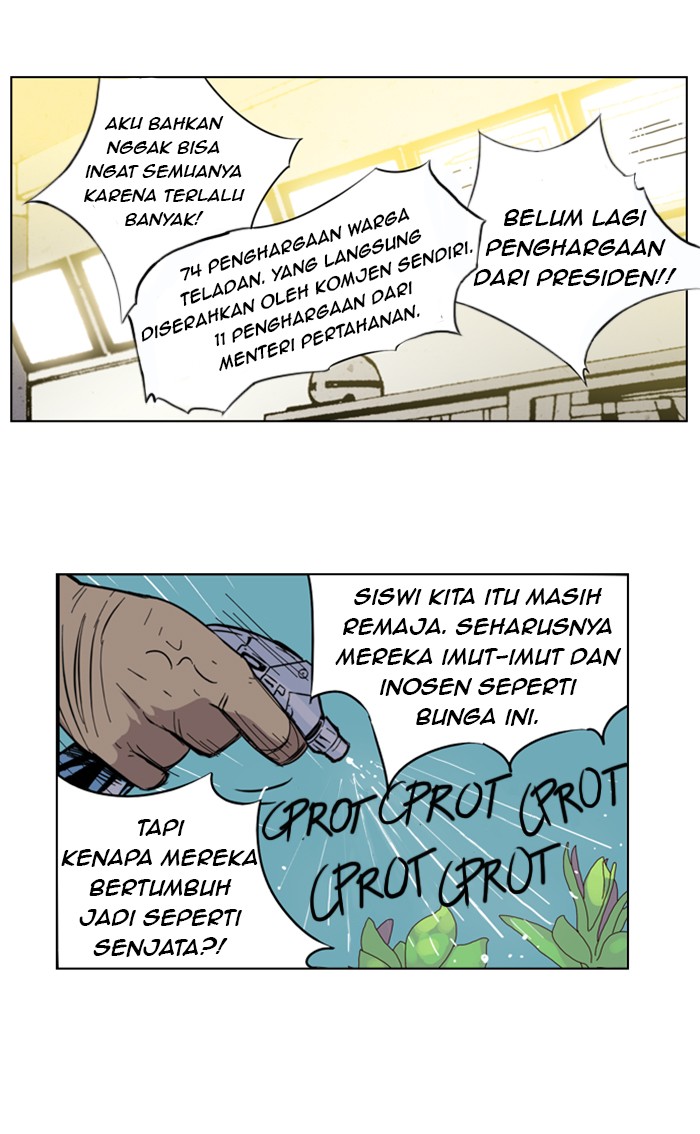 AKU BAHKAN
NGGAK BISA
INGAT SEMUANYA
KARENA TERLALU
BANYAK!
74 PENGHARGAAN WARGA
TELADAN. YANG LANGSUNG
DISERAHKAN OLEH KOMJEN SENDIRI.
11 PENGHARGAAN DARI
MENTERI PERTAHANAN.
BELUM LAGI
PENGHARGAAN
DARI PRESIDEN!!
SISWI KITA ITU MASIH
REMAJA. SEHARUSNYA
MEREKA IMUT-IMUT DAN
INOSEN SEPERTI
BUNGA INI.
CPROT CPROT CPROT
CPROT CPROT
TAPI
KENAPA MEREKA
BERTUMBUH
JADI SEPERTI
SENJATA?!